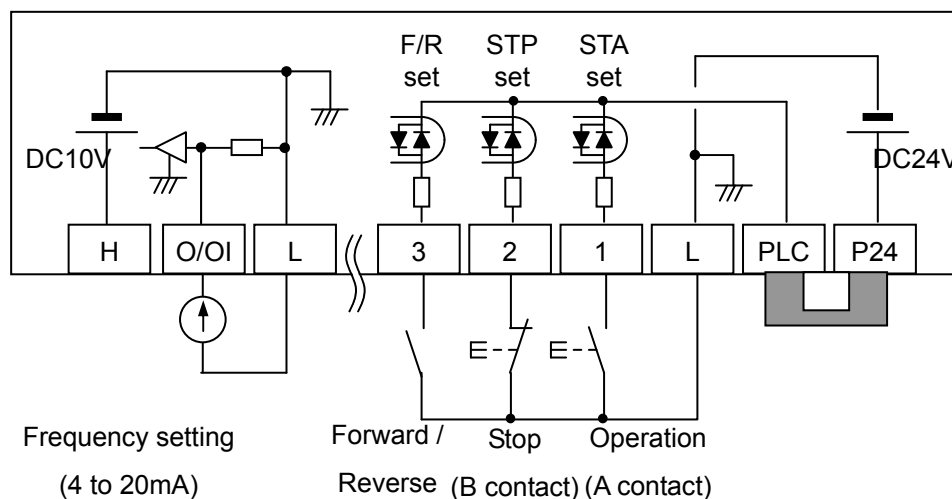 F/R STP STA
set set set
DC10V DC24V
H O/OI L 3 2 1 L PLC P24
Frequency setting Forward / Stop Operation
(4 to 20mA) Reverse (B contact) (A contact)